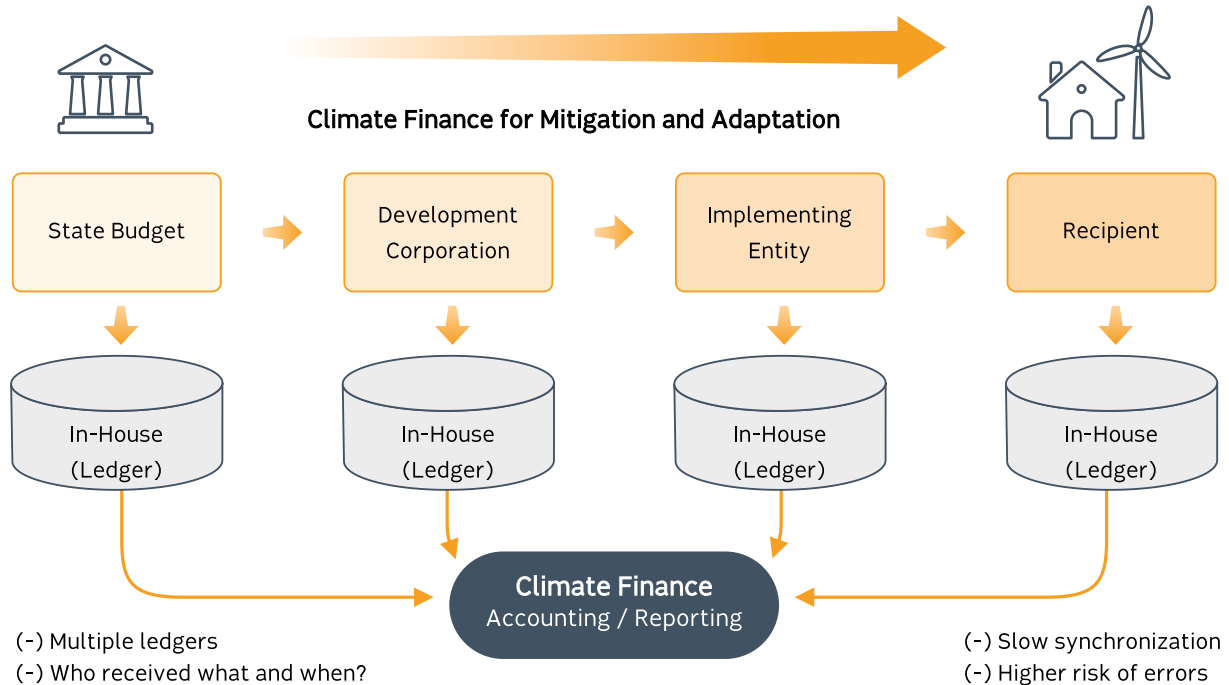 Climate Finance for Mitigation and Adaptation
State Budget
Development
Corporation
Implementing
Entity
Recipient
In-House
(Ledger)
In-House
(Ledger)
In-House
(Ledger)
In-House
(Ledger)
Climate Finance
Accounting / Reporting
(-) Multiple ledgers
(-) Who received what and when?
(-) Slow synchronization
(-) Higher risk of errors